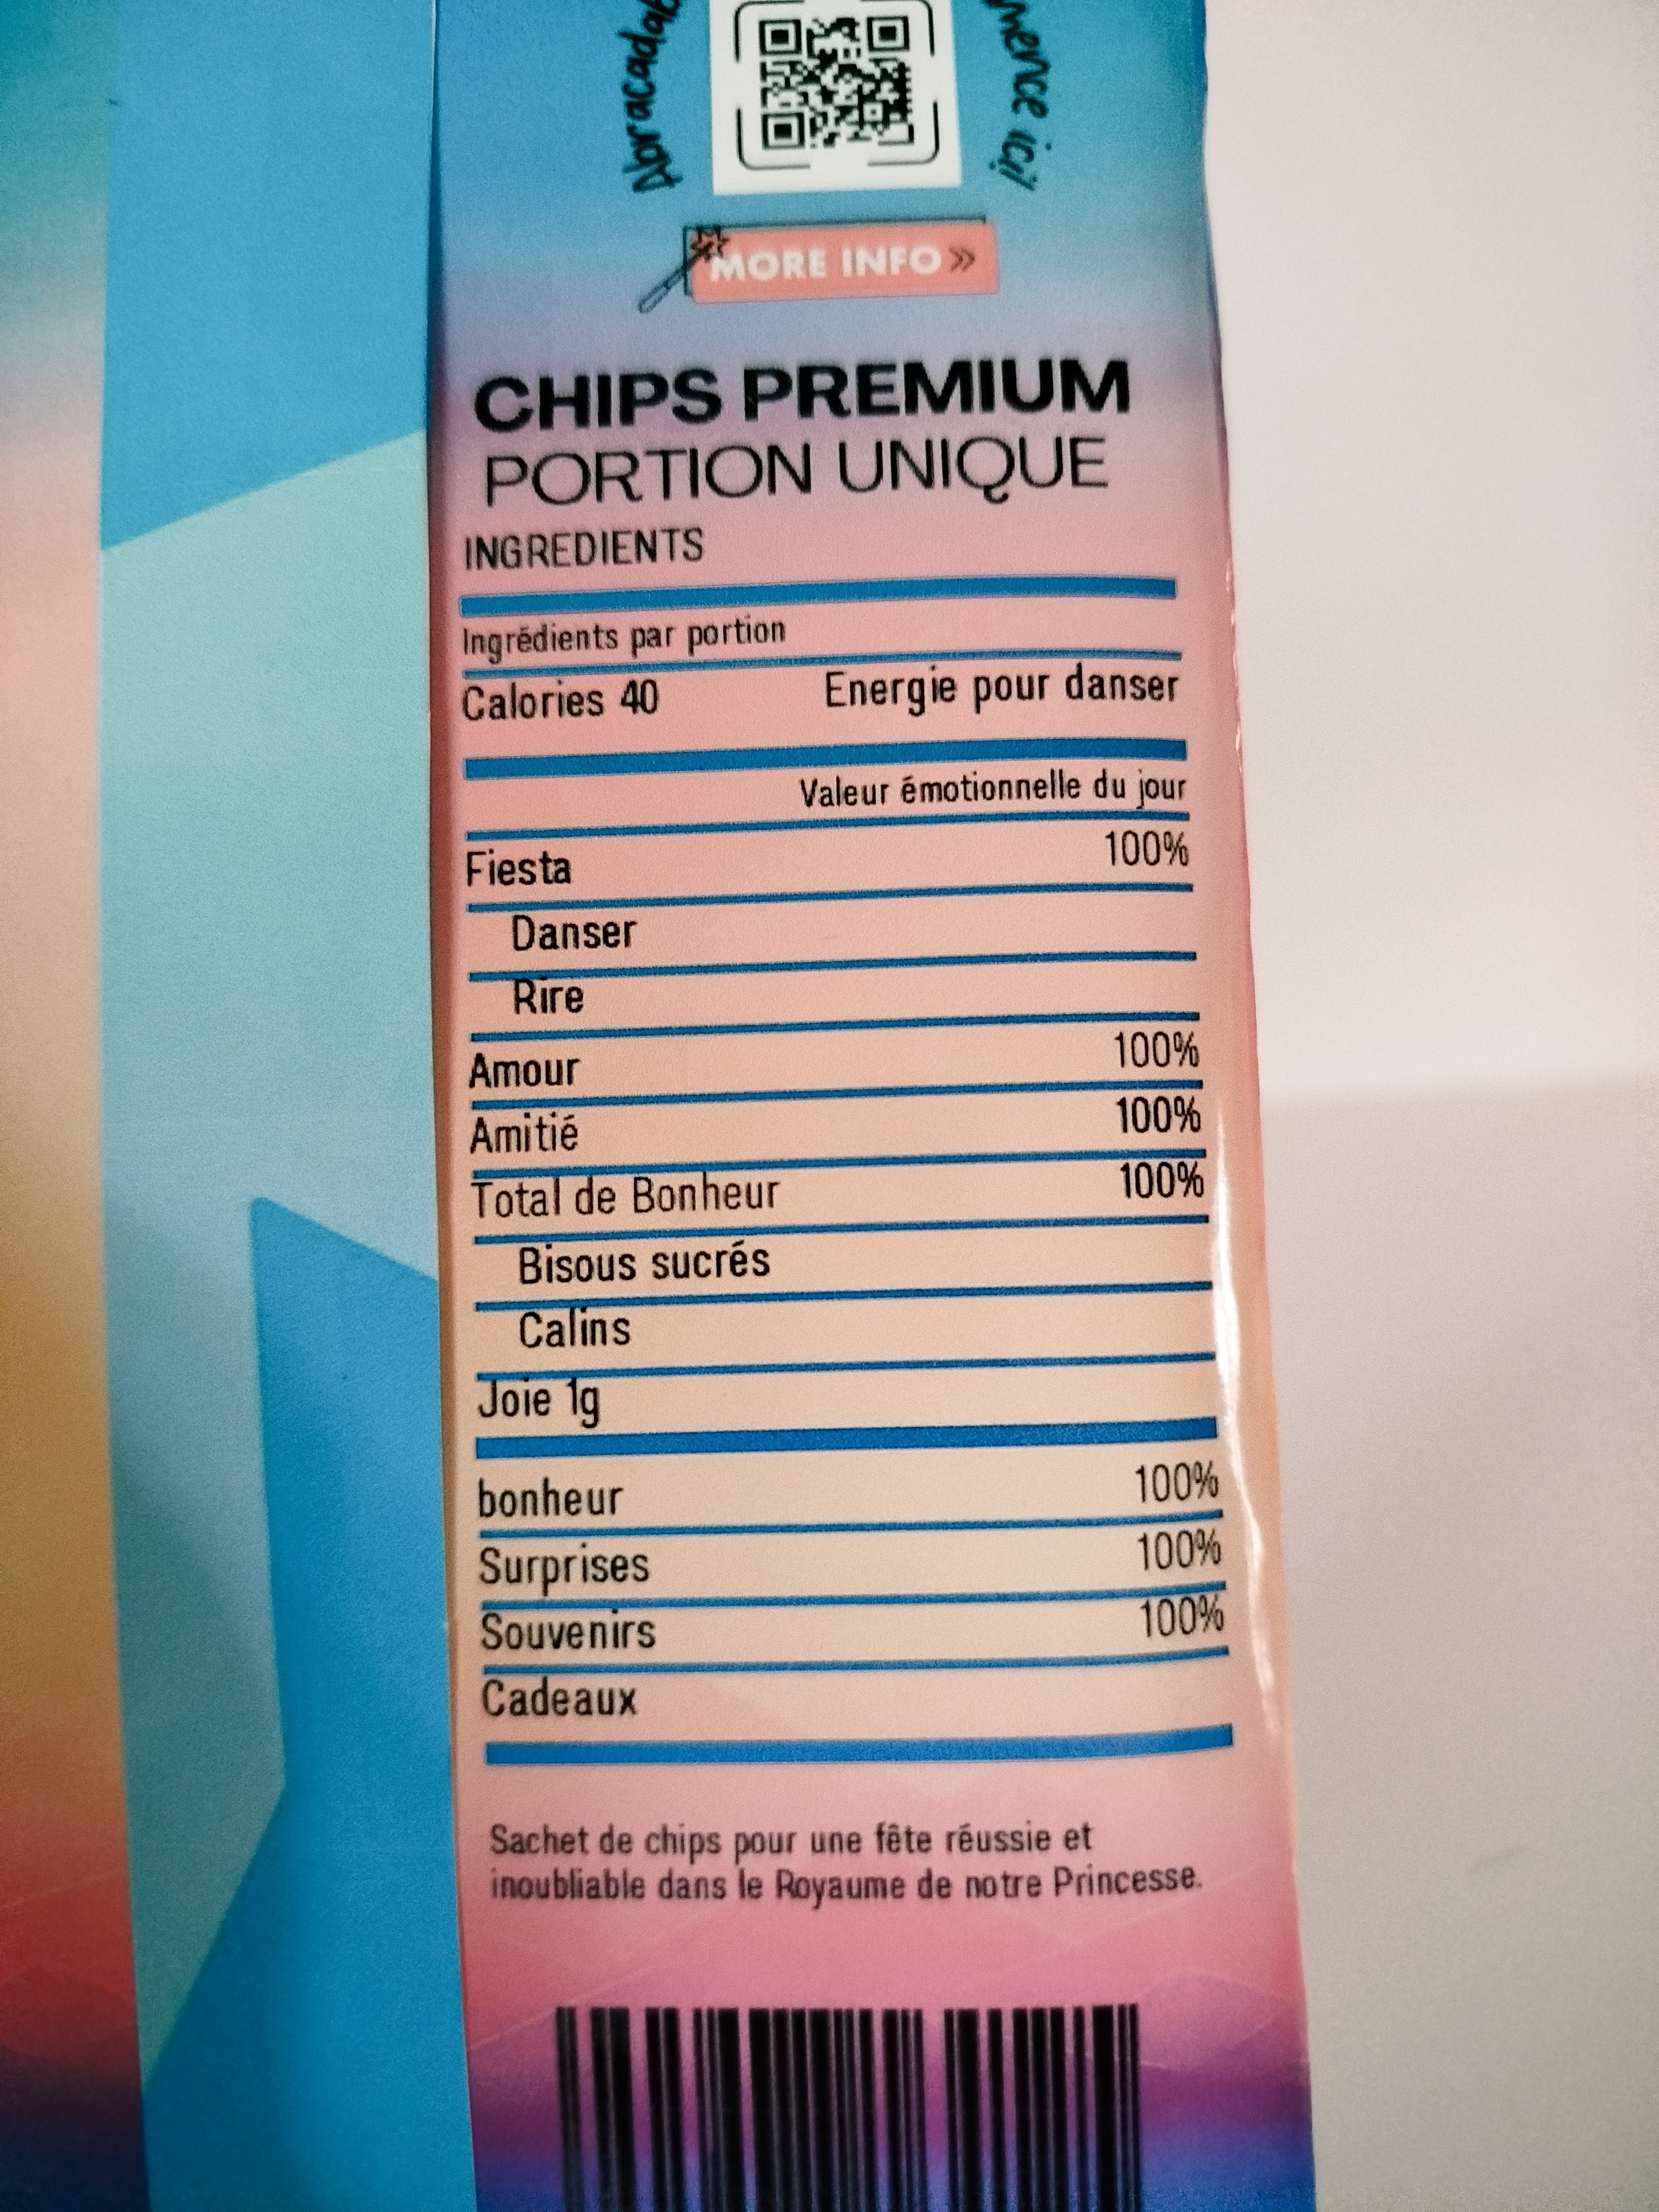 MORE INFO »
CHIPS PREMIUM
PORTION UNIQUE
INGREDIENTS
Ingrédients par portion
Calories 40 Energie pour danser
Valeur émotionnelle du jour
Fiesta 100%
Danser
Rire
Amour 100%
Amitié 100%
Total de Bonheur 100%
Bisous sucrés
Calins
Joie 1g
bonheur 100%
Surprises 100%
Souvenirs 100%
Cadeaux
Sachet de chips pour une fête réussie et
inoubliable dans le Royaume de notre Princesse.